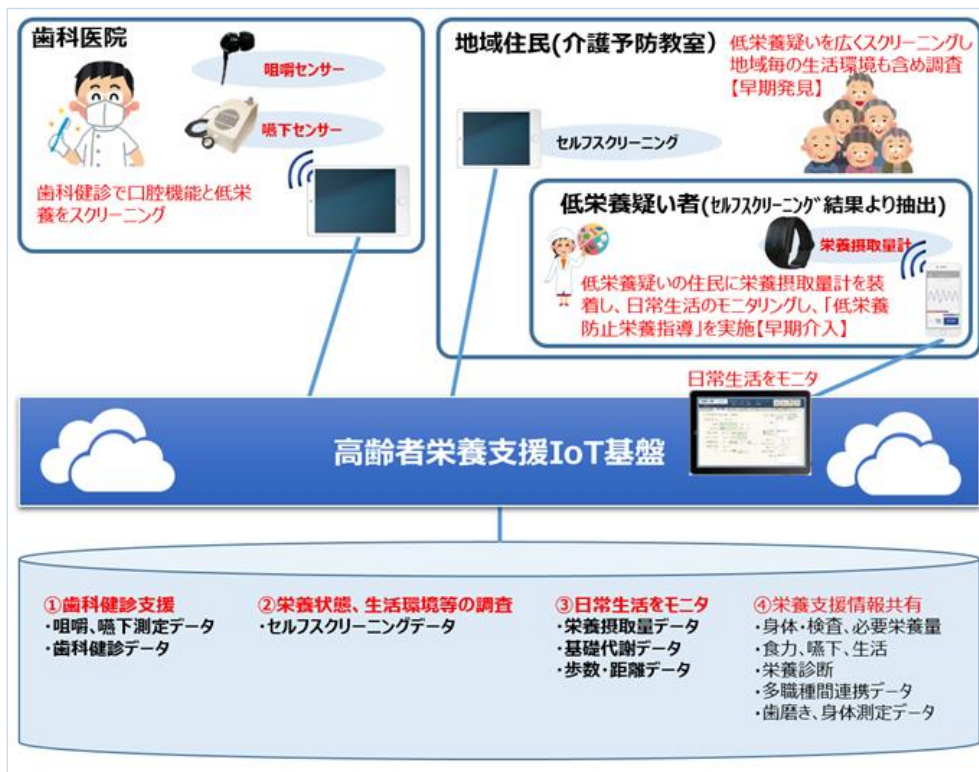 歯科医院
咀嚼センサー
嚥下センサー
歯科健診で口腔機能と低栄
養をスクリーニング
地域住民(介護予防教室)
低栄養疑いを広くスクリーニングし
地域毎の生活環境も含め調査
【早期発見】
セルフスクリーニング
低栄養疑い者(セルフスクリーニング結果より抽出)
栄養摂取量計
低栄養疑いの住民に栄養摂取量計を装
着し、日常生活のモニタリングし、「低栄養
防止栄養指導」を実施【早期介入】
日常生活をモニタ
高齢者栄養支援IoT基盤
①歯科健診支援
・咀嚼、嚥下測定データ
・歯科健診データ
②栄養状態、生活環境等の調査
・セルフスクリーニングデータ
③日常生活をモニタ
・栄養摂取量データ
・基礎代謝データ
・歩数・距離データ
④栄養支援情報共有
・身体・検査、必要栄養量
・食力、嚥下、生活
・栄養診断
・多職種間連携データ
・歯磨き、身体測定データ